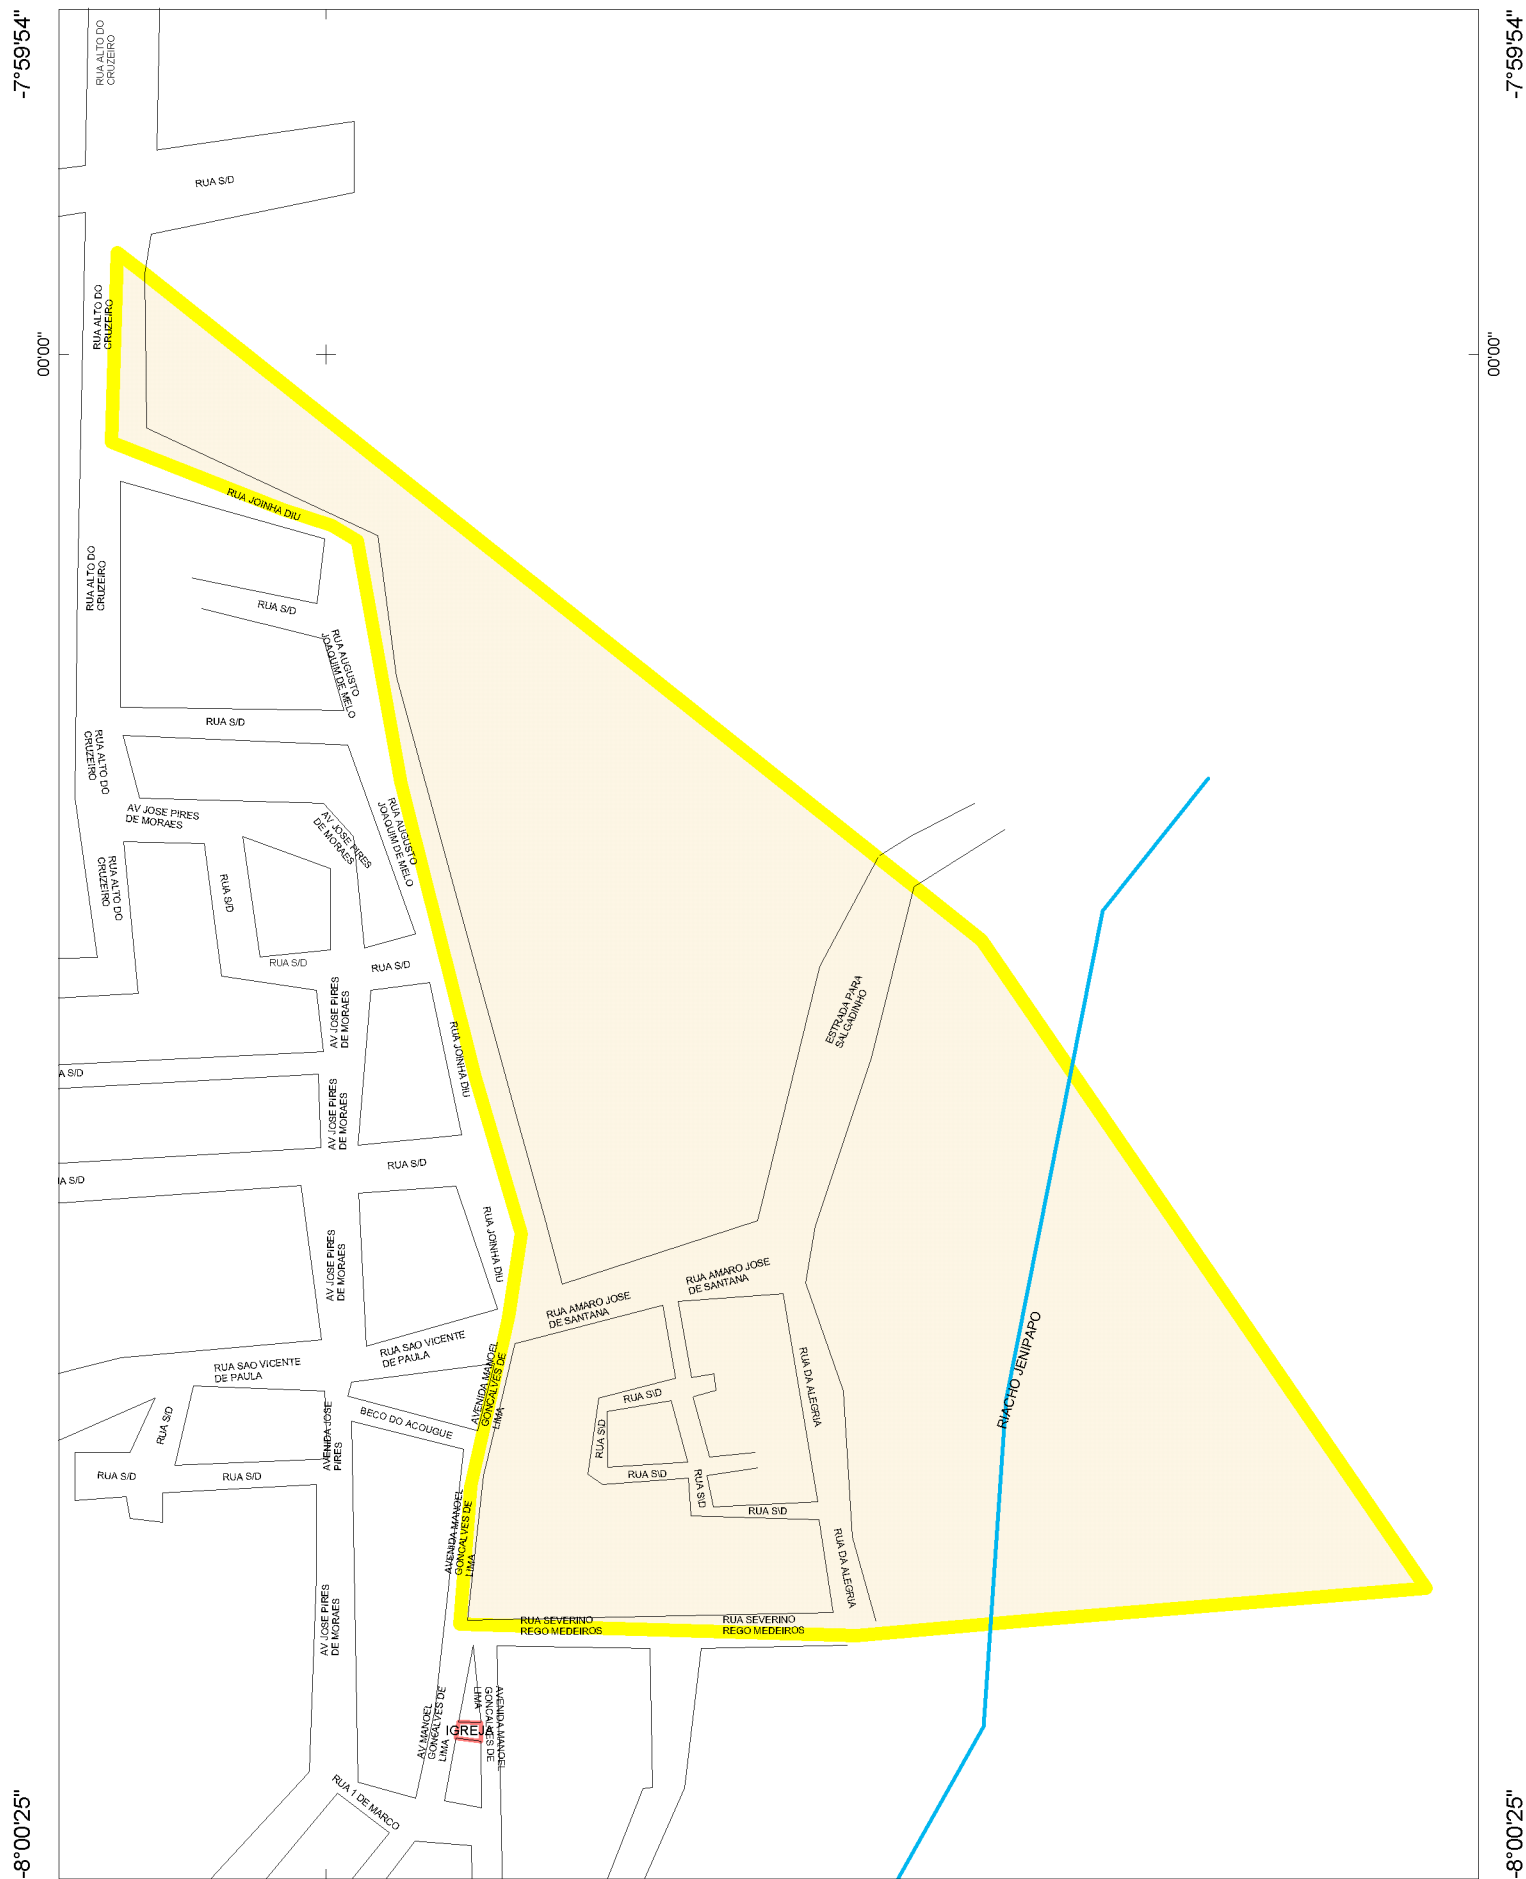 -7°59'54"
-7°59'54"
RUA ALTO DO
CRUZEIRO
RUA S/D
RUA ALTO DO
CRUZEIRO
00'00"
00'00"
RUA JOINHA DIU
RUA ALTO DO
CRUZEIRO
RUA S/D
RUA AUGUSTO
JOAQUIM DE MELO
RUA S/D
RUA ALTO DO
CRUZEIRO
AV JOSE PIRES
DE MORAES
AV JOSE PIRES
DE MORAES
RUA AUGUSTO
JOAQUIM DE MELO
RUA ALTO DO
CRUZEIRO
RUA S/D
RUA S/D
RUA S/D
AV JOSE PIRES
DE MORAES
ESTRADA PARA
SALGADINHO
RUA JOINHA DIU
A S/D
AV JOSE PIRES
DE MORAES
RUA S/D
A S/D
AV JOSE PIRES
DE MORAES
RUA JOINHA DIU
RUA AMARO JOSE
DE SANTANA
RUA AMARO JOSE
DE SANTANA
RUA SAO VICENTE
DE PAULA
RUA SAO VICENTE
DE PAULA
AVENIDA MANOEL
GONCALVES DE
LIMA
RUA DA ALEGRIA
RIACHO JENIPAPO
RUA S\D
RUA S\D
RUA S/D
BECO DO ACOUGUE
AVENIDA JOSE
PIRES
RUA S/D
RUA S/D
RUA S\D
RUA S\D
RUA S\D
AVENIDA MANOEL
GONCALVES DE
LIMA
RUA DA ALEGRIA
AV JOSE PIRES
DE MORAES
RUA SEVERINO
REGO MEDEIROS
RUA SEVERINO
REGO MEDEIROS
AV MANOEL
GONCALVES DE
LIMA
IGREJA
AVENIDA MANOEL
GONCALVES DE
LIMA
RUA 1 DE MARCO
-8°00'25"
-8°00'25"